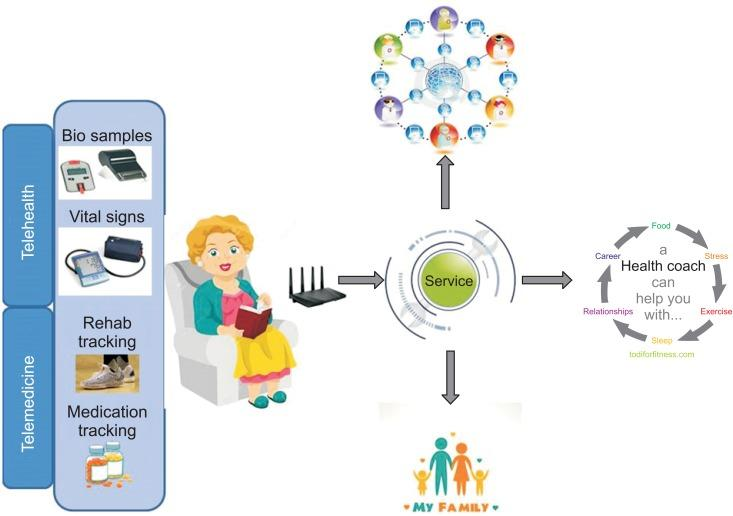 Telehealth
Telemedicine
Bio samples
Vital signs
Rehab
tracking
Medication
tracking
Service
Food
Stress
Exercise
Sleep
Relationships
Career
a
Health coach
can
help you
with...
todiforfitness.com
MY FAMILY